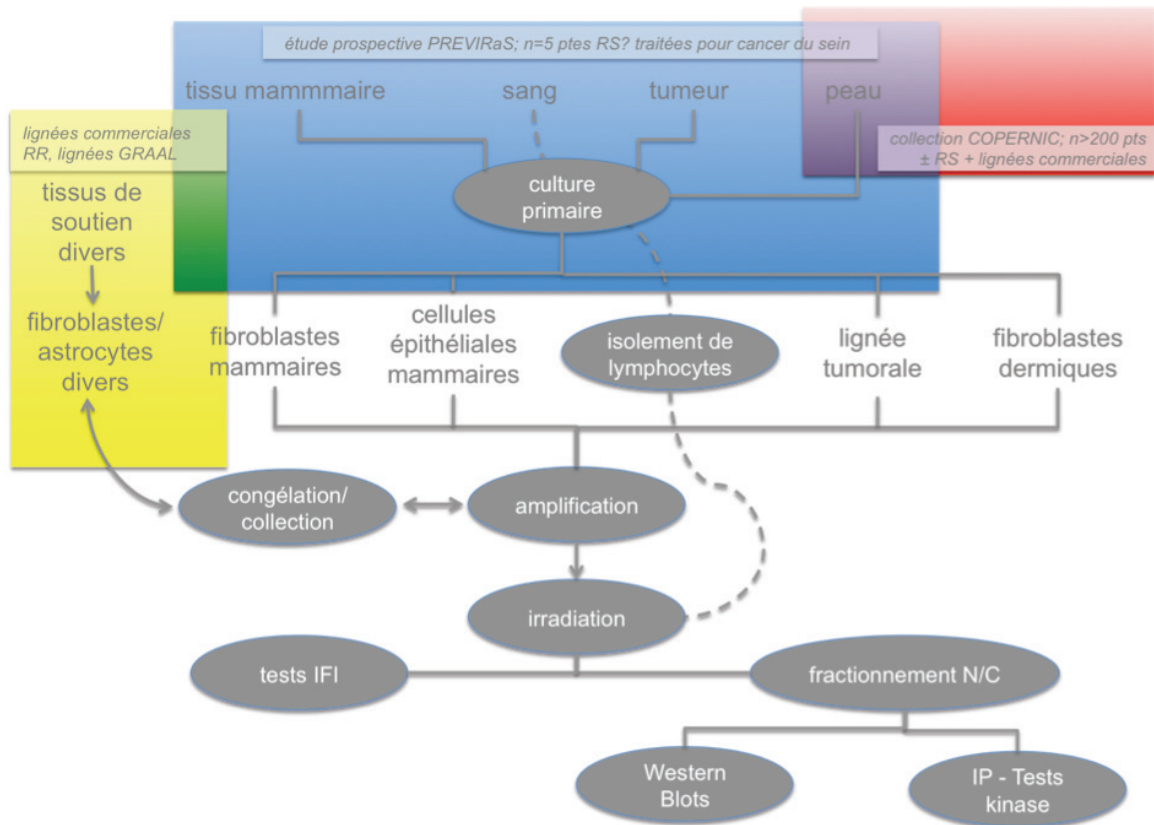 étude prospective PREVIRaS; n=5 ptes RS? traitées pour cancer du sein
tissu mammmaire
sang
tumeur
peau
lignées commerciales
RR, lignées GRAAL
collection COPERNIC; n>200 pts
± RS + lignées commerciales
tissus de
soutien
divers
culture
primaire
fibroblastes/
astrocytes
divers
fibroblastes
mammaires
cellules
épithéliales
mammaires
isolement de
lymphocytes
lignée
tumorale
fibroblastes
dermiques
congélation/
collection
amplification
irradiation
tests IFI
fractionnement N/C
Western
Blots
IP - Tests
kinase